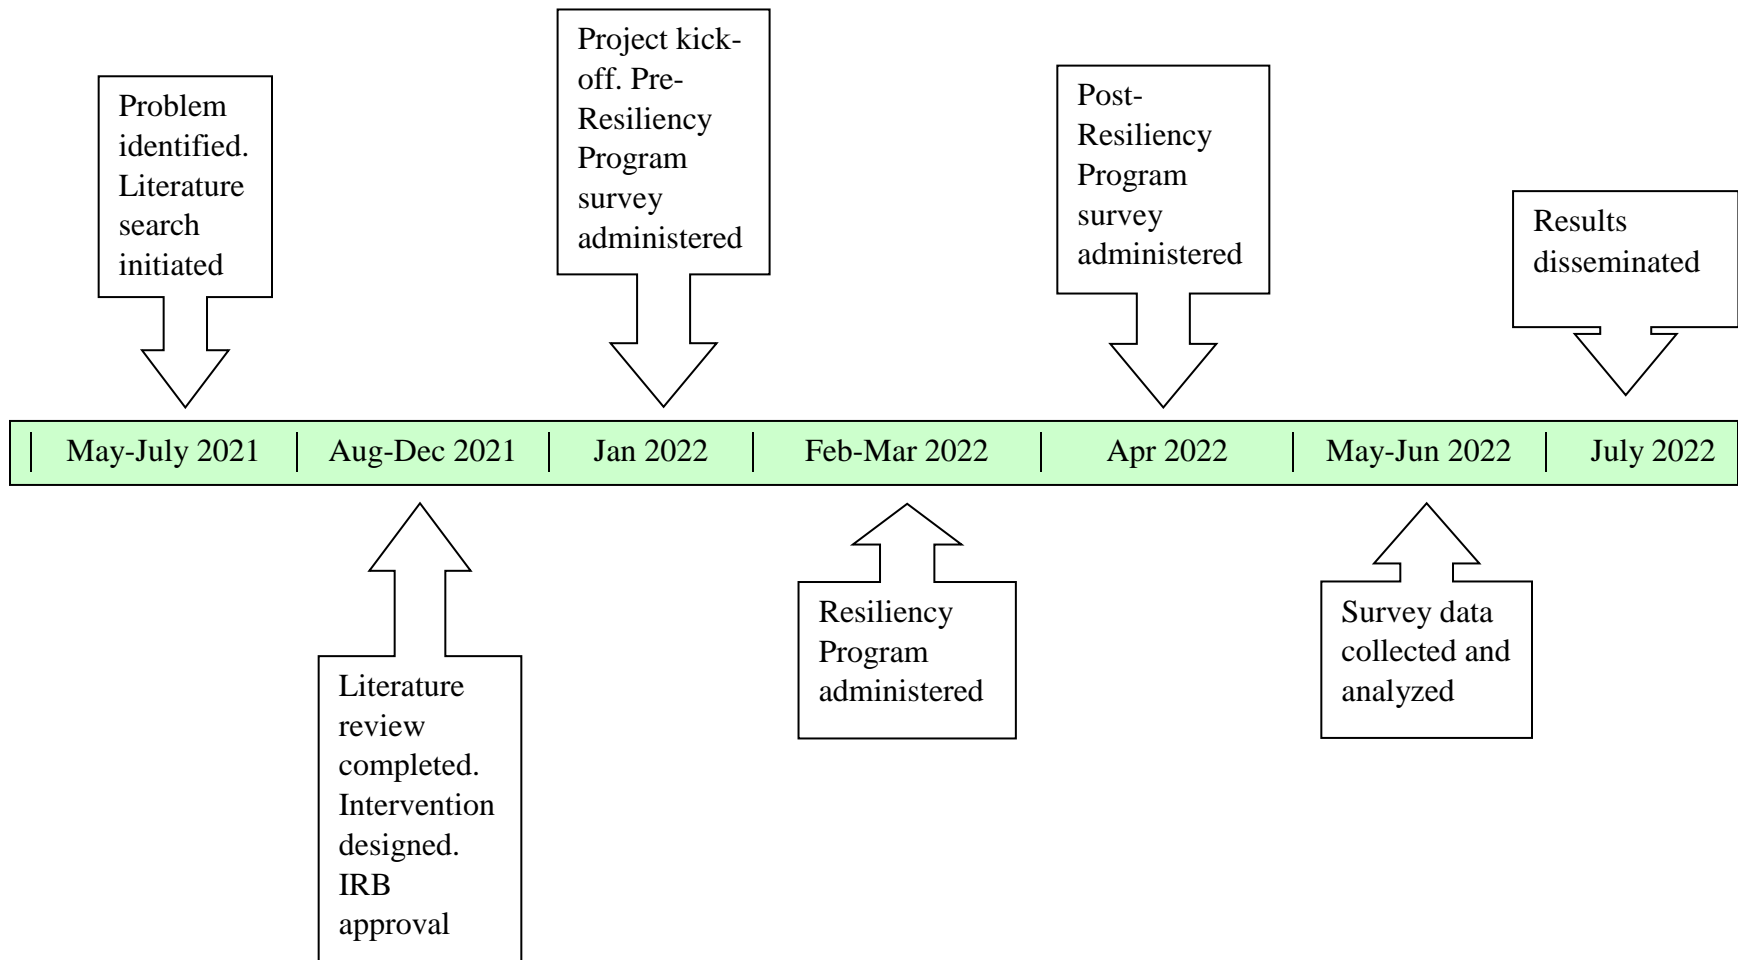 Problem
identified.
Literature
search
initiated
Project kick-
off. Pre-
Resiliency
Program
survey
administered
Post-
Resiliency
Program
survey
administered
Results
disseminated
May-July 2021
Aug-Dec 2021
Jan 2022
Feb-Mar 2022
Apr 2022
May-Jun 2022
July 2022
Literature
review
completed.
Intervention
designed.
IRB
approval
Resiliency
Program
administered
Survey data
collected and
analyzed